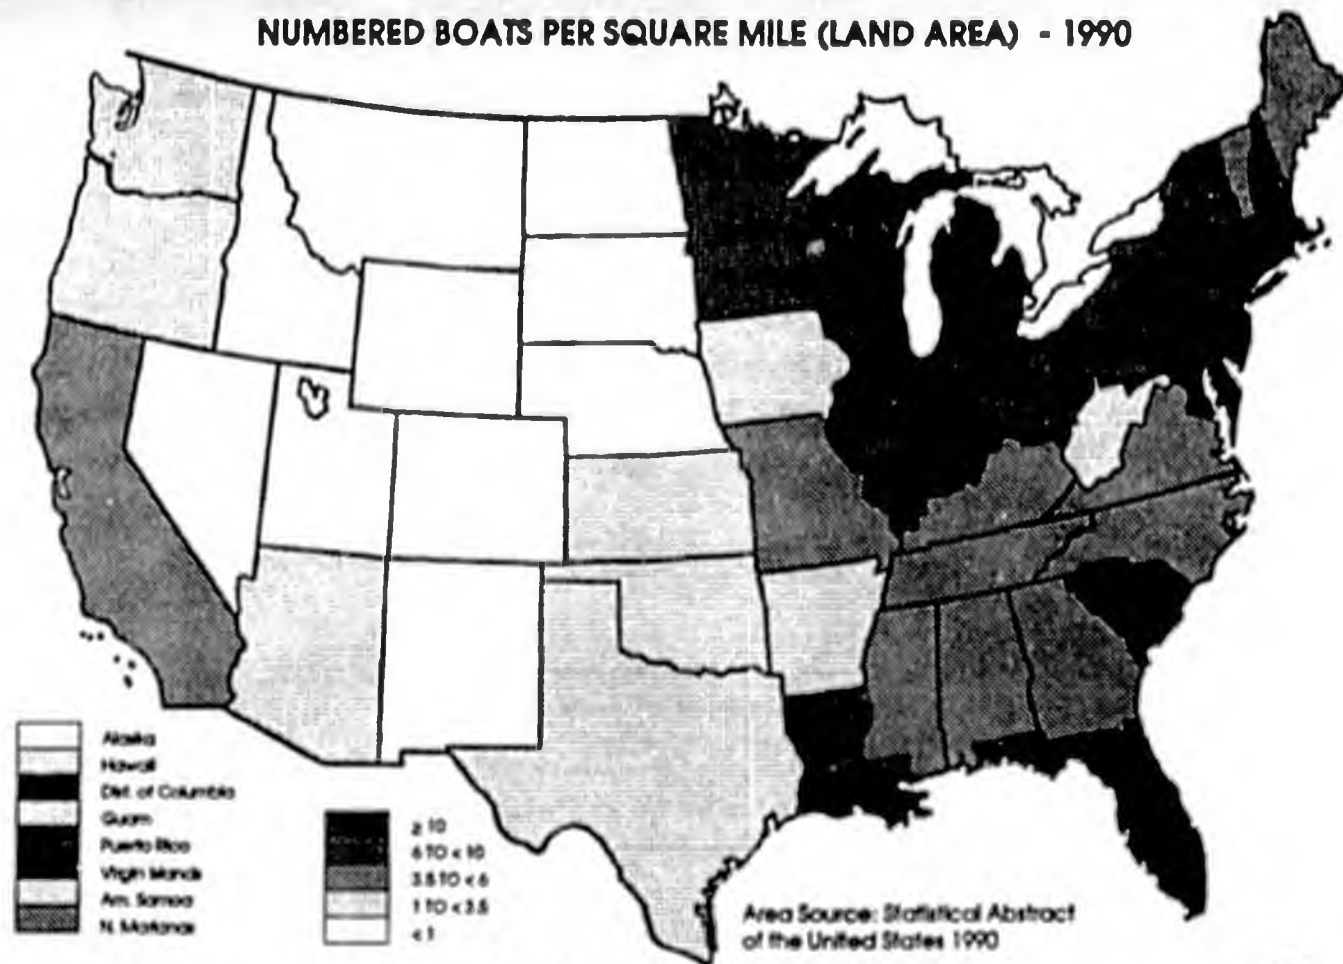 NUMBERED BOATS PER SQUARE MILE (LAND AREA) - 1990
Alaska
Hawaii
Dist. of Columbia
Guam
Puerto Rico
Virgin Islands
Am. Samoa
N. Marianas
≥ 10
6 TO < 10
3.5 TO < 6
1 TO < 3.5
< 1
Area Source: Statistical Abstract
of the United States 1990